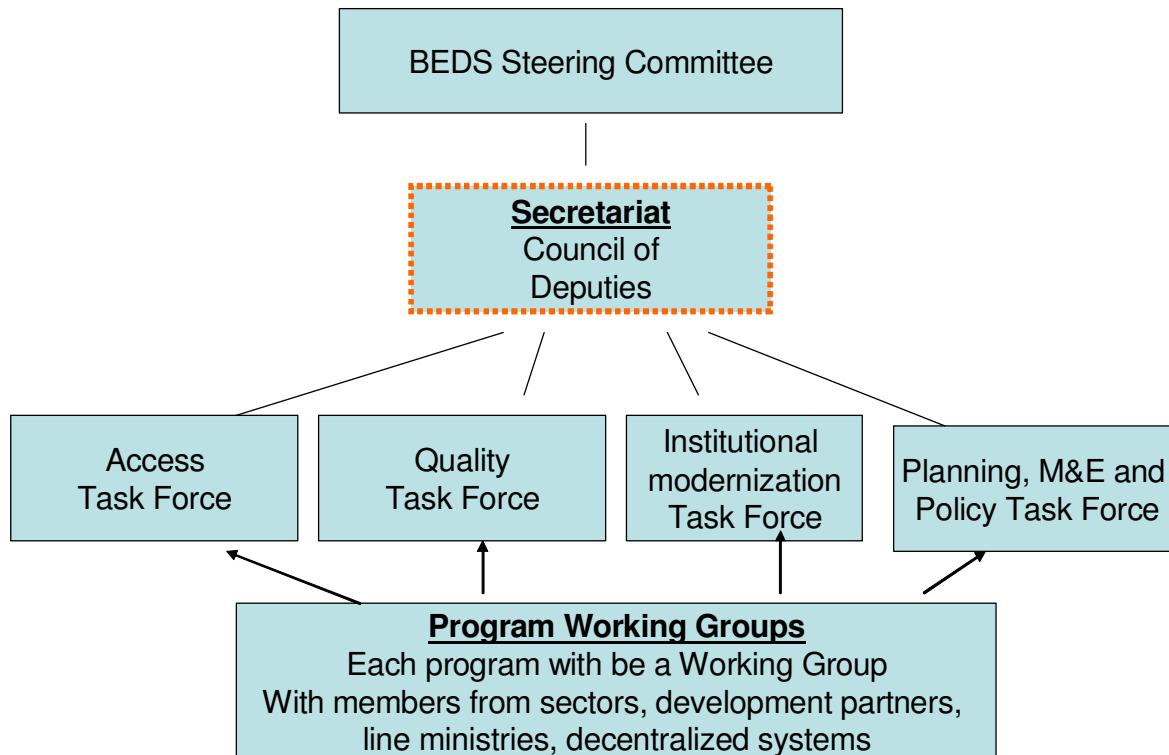 BEDS Steering Committee
Secretariat
Council of
Deputies
Access
Task Force
Quality
Task Force
Institutional
modernization
Task Force
Planning, M&E and
Policy Task Force
Program Working Groups
Each program with be a Working Group
With members from sectors, development partners,
line ministries, decentralized systems